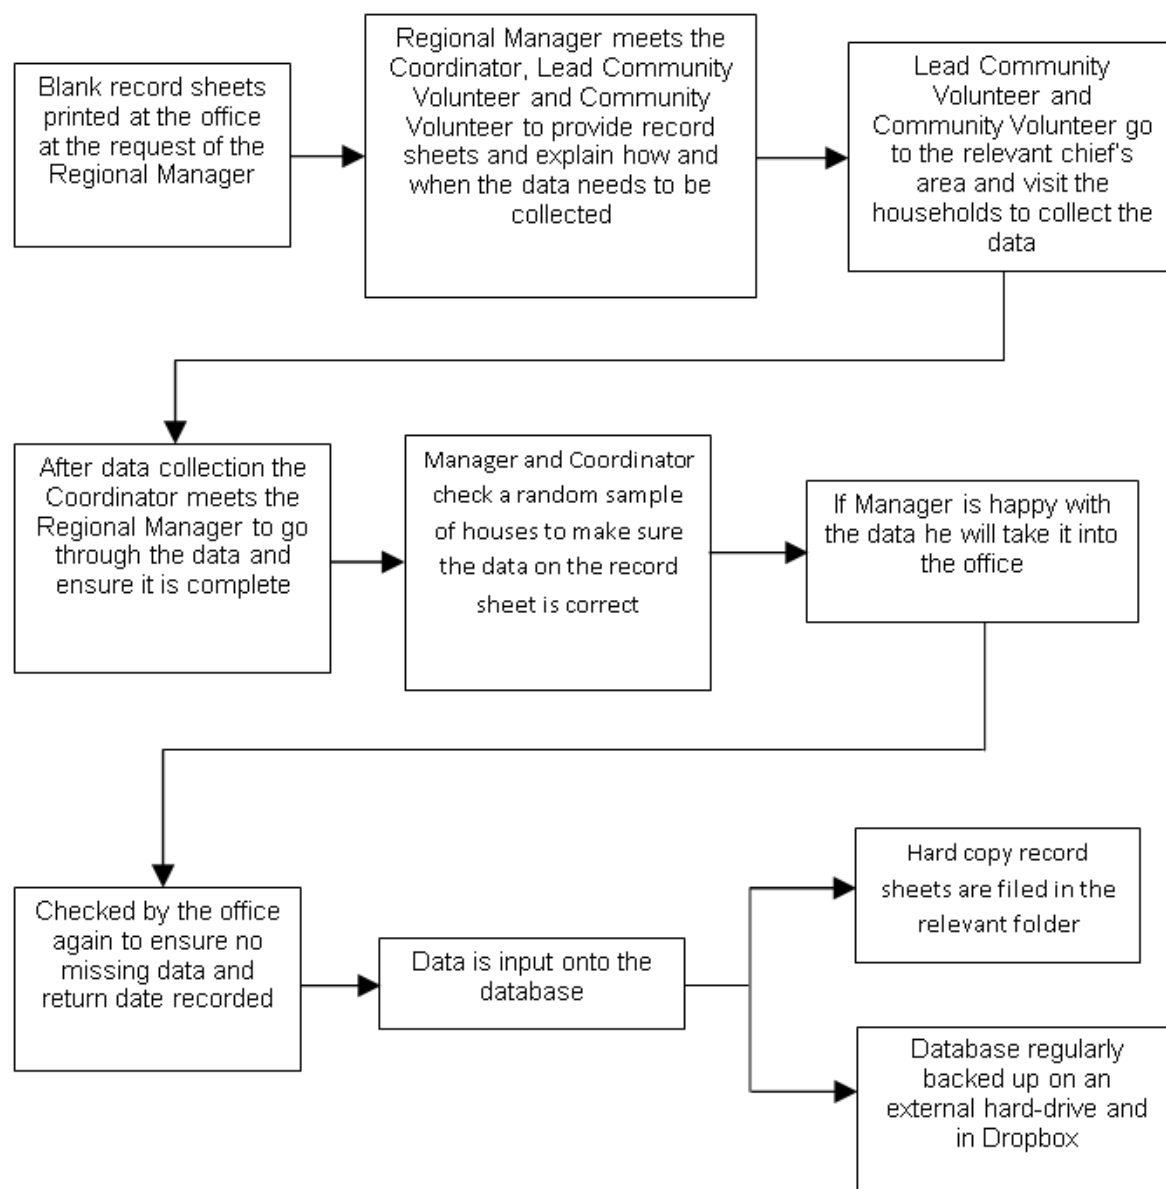 Blank record sheets
printed at the office
at the request of the
Regional Manager
Regional Manager meets the
Coordinator, Lead Community
Volunteer and Community
Volunteer to provide record
sheets and explain how and
when the data needs to be
collected
Lead Community
Volunteer and
Community Volunteer go
to the relevant chief's
area and visit the
households to collect the
data
After data collection the
Coordinator meets the
Regional Manager to go
through the data and
ensure it is complete
Manager and Coordinator
check a random sample
of houses to make sure
the data on the record
sheet is correct
If Manager is happy with
the data he will take it into
the office
Checked by the office
again to ensure no
missing data and
return date recorded
Data is input onto the
database
Hard copy record
sheets are filed in the
relevant folder
Database regularly
backed up on an
external hard-drive and
in Dropbox